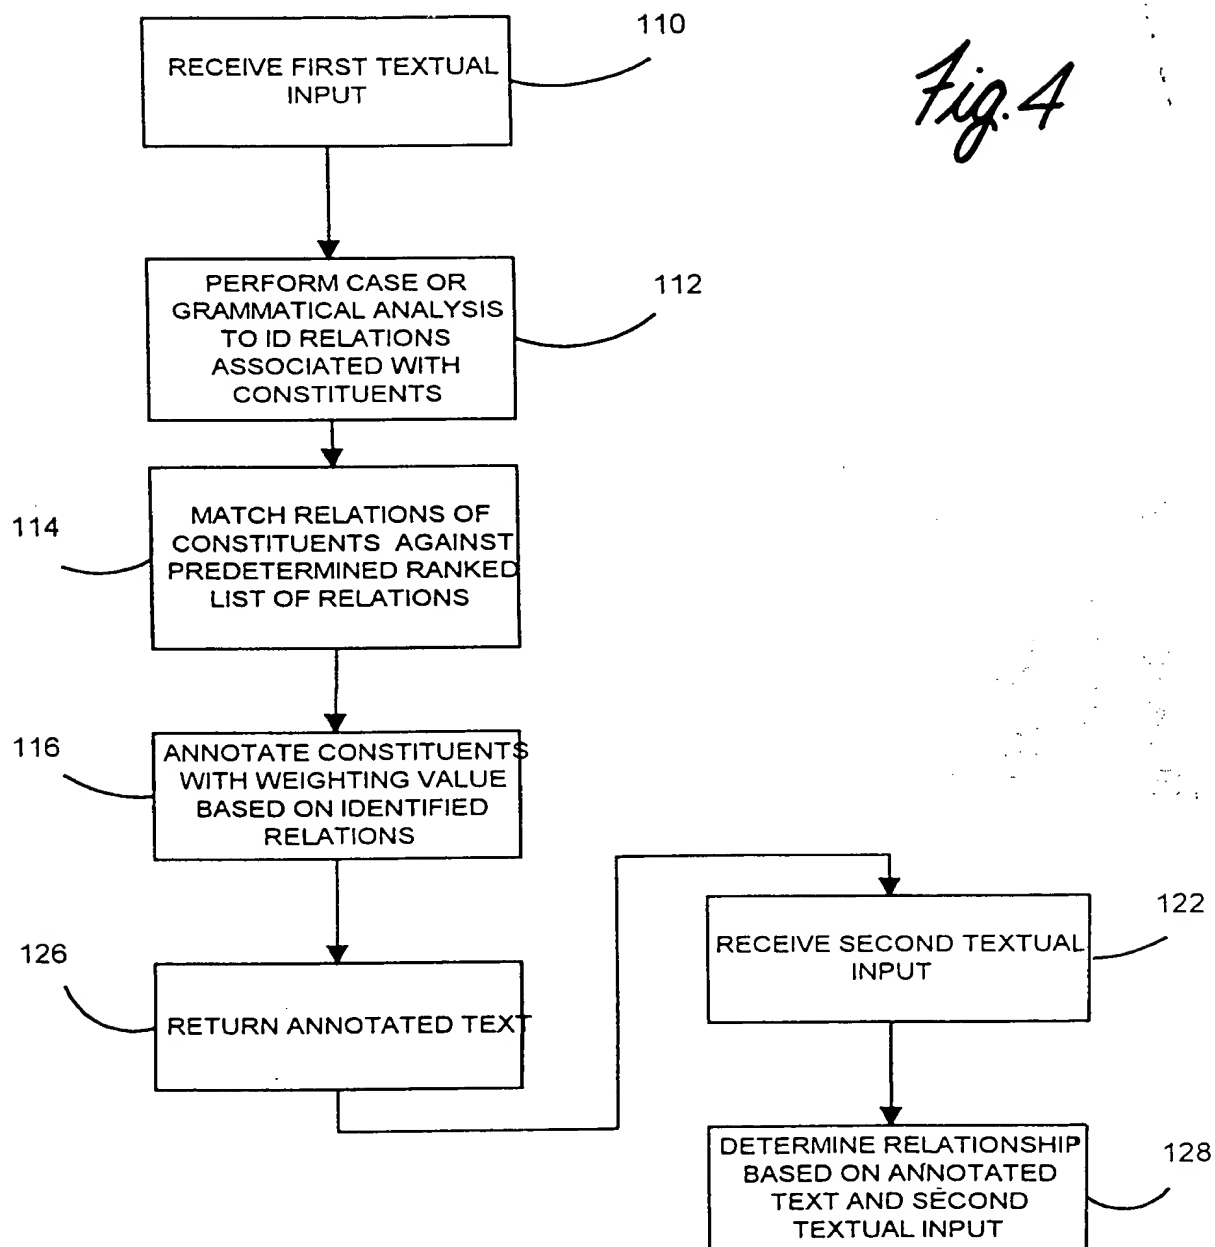 110
Fig. 4
RECEIVE FIRST TEXTUAL
INPUT
112
PERFORM CASE OR
GRAMMATICAL ANALYSIS
TO ID RELATIONS
ASSOCIATED WITH
CONSTITUENTS
114
MATCH RELATIONS OF
CONSTITUENTS AGAINST
PREDETERMINED RANKED
LIST OF RELATIONS
116
ANNOTATE CONSTITUENTS
WITH WEIGHTING VALUE
BASED ON IDENTIFIED
RELATIONS
126
RETURN ANNOTATED TEXT
122
RECEIVE SECOND TEXTUAL
INPUT
128
DETERMINE RELATIONSHIP
BASED ON ANNOTATED
TEXT AND SECOND
TEXTUAL INPUT